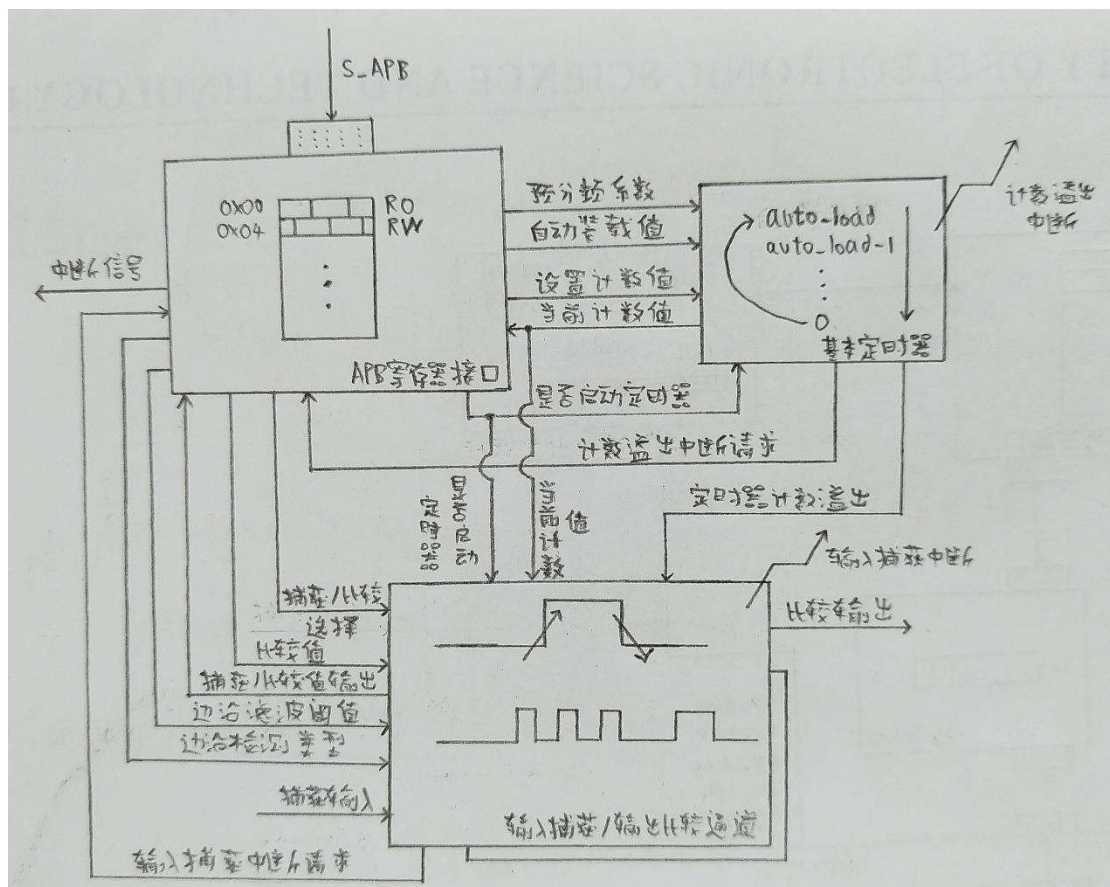 S_APB
0x00
RO
0x04
RW
APB寄存器接口
中断信号
预分频系数
自动装载值
设置计数值
当前计数值
auto-load
auto_load-1
0
基本定时器
计数溢出
中断
是否启动定时器
计数溢出中断请求
定时器计数溢出
是否启动
定时器
当前计数
值
输入捕获中断
比较输出
捕获/比较
选择
比较值
捕获/比较值输出
边沿滤波阈值
边沿检测类型
捕获输入
输入捕获/输出比较通道
输入捕获中断请求